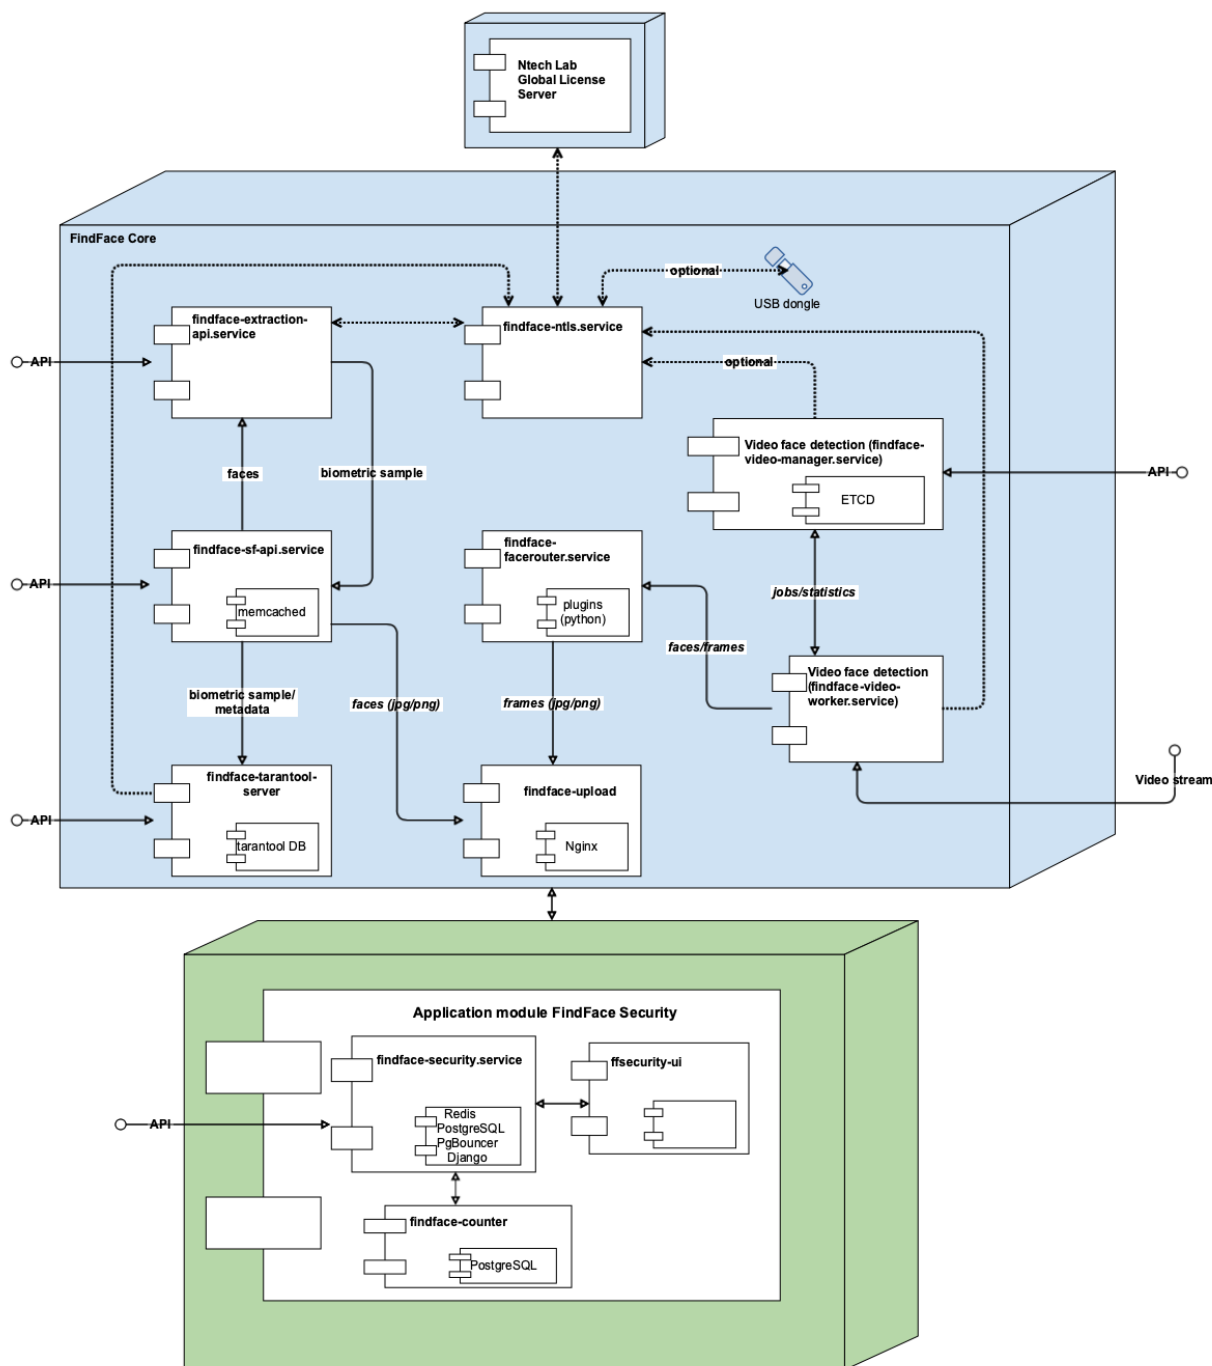 Ntech Lab
Global License
Server
FindFace Core
optional
USB dongle
findface-extraction-
api.service
findface-ntls.service
API
optional
Video face detection (findface-
video-manager.service)
ETCD
API
faces
biometric sample
findface-sf-api.service
memcached
findface-
facerouter.service
plugins
(python)
API
jobs/statistics
faces/frames
Video face detection
(findface-video-
worker.service)
biometric sample/
metadata
faces (jpg/png)
frames (jpg/png)
Video stream
findface-tarantool-
server
tarantool DB
findface-upload
Nginx
API
Application module FindFace Security
findface-security.service
Redis
PostgreSQL
PgBouncer
Django
ffsecurity-ui
API
findface-counter
PostgreSQL